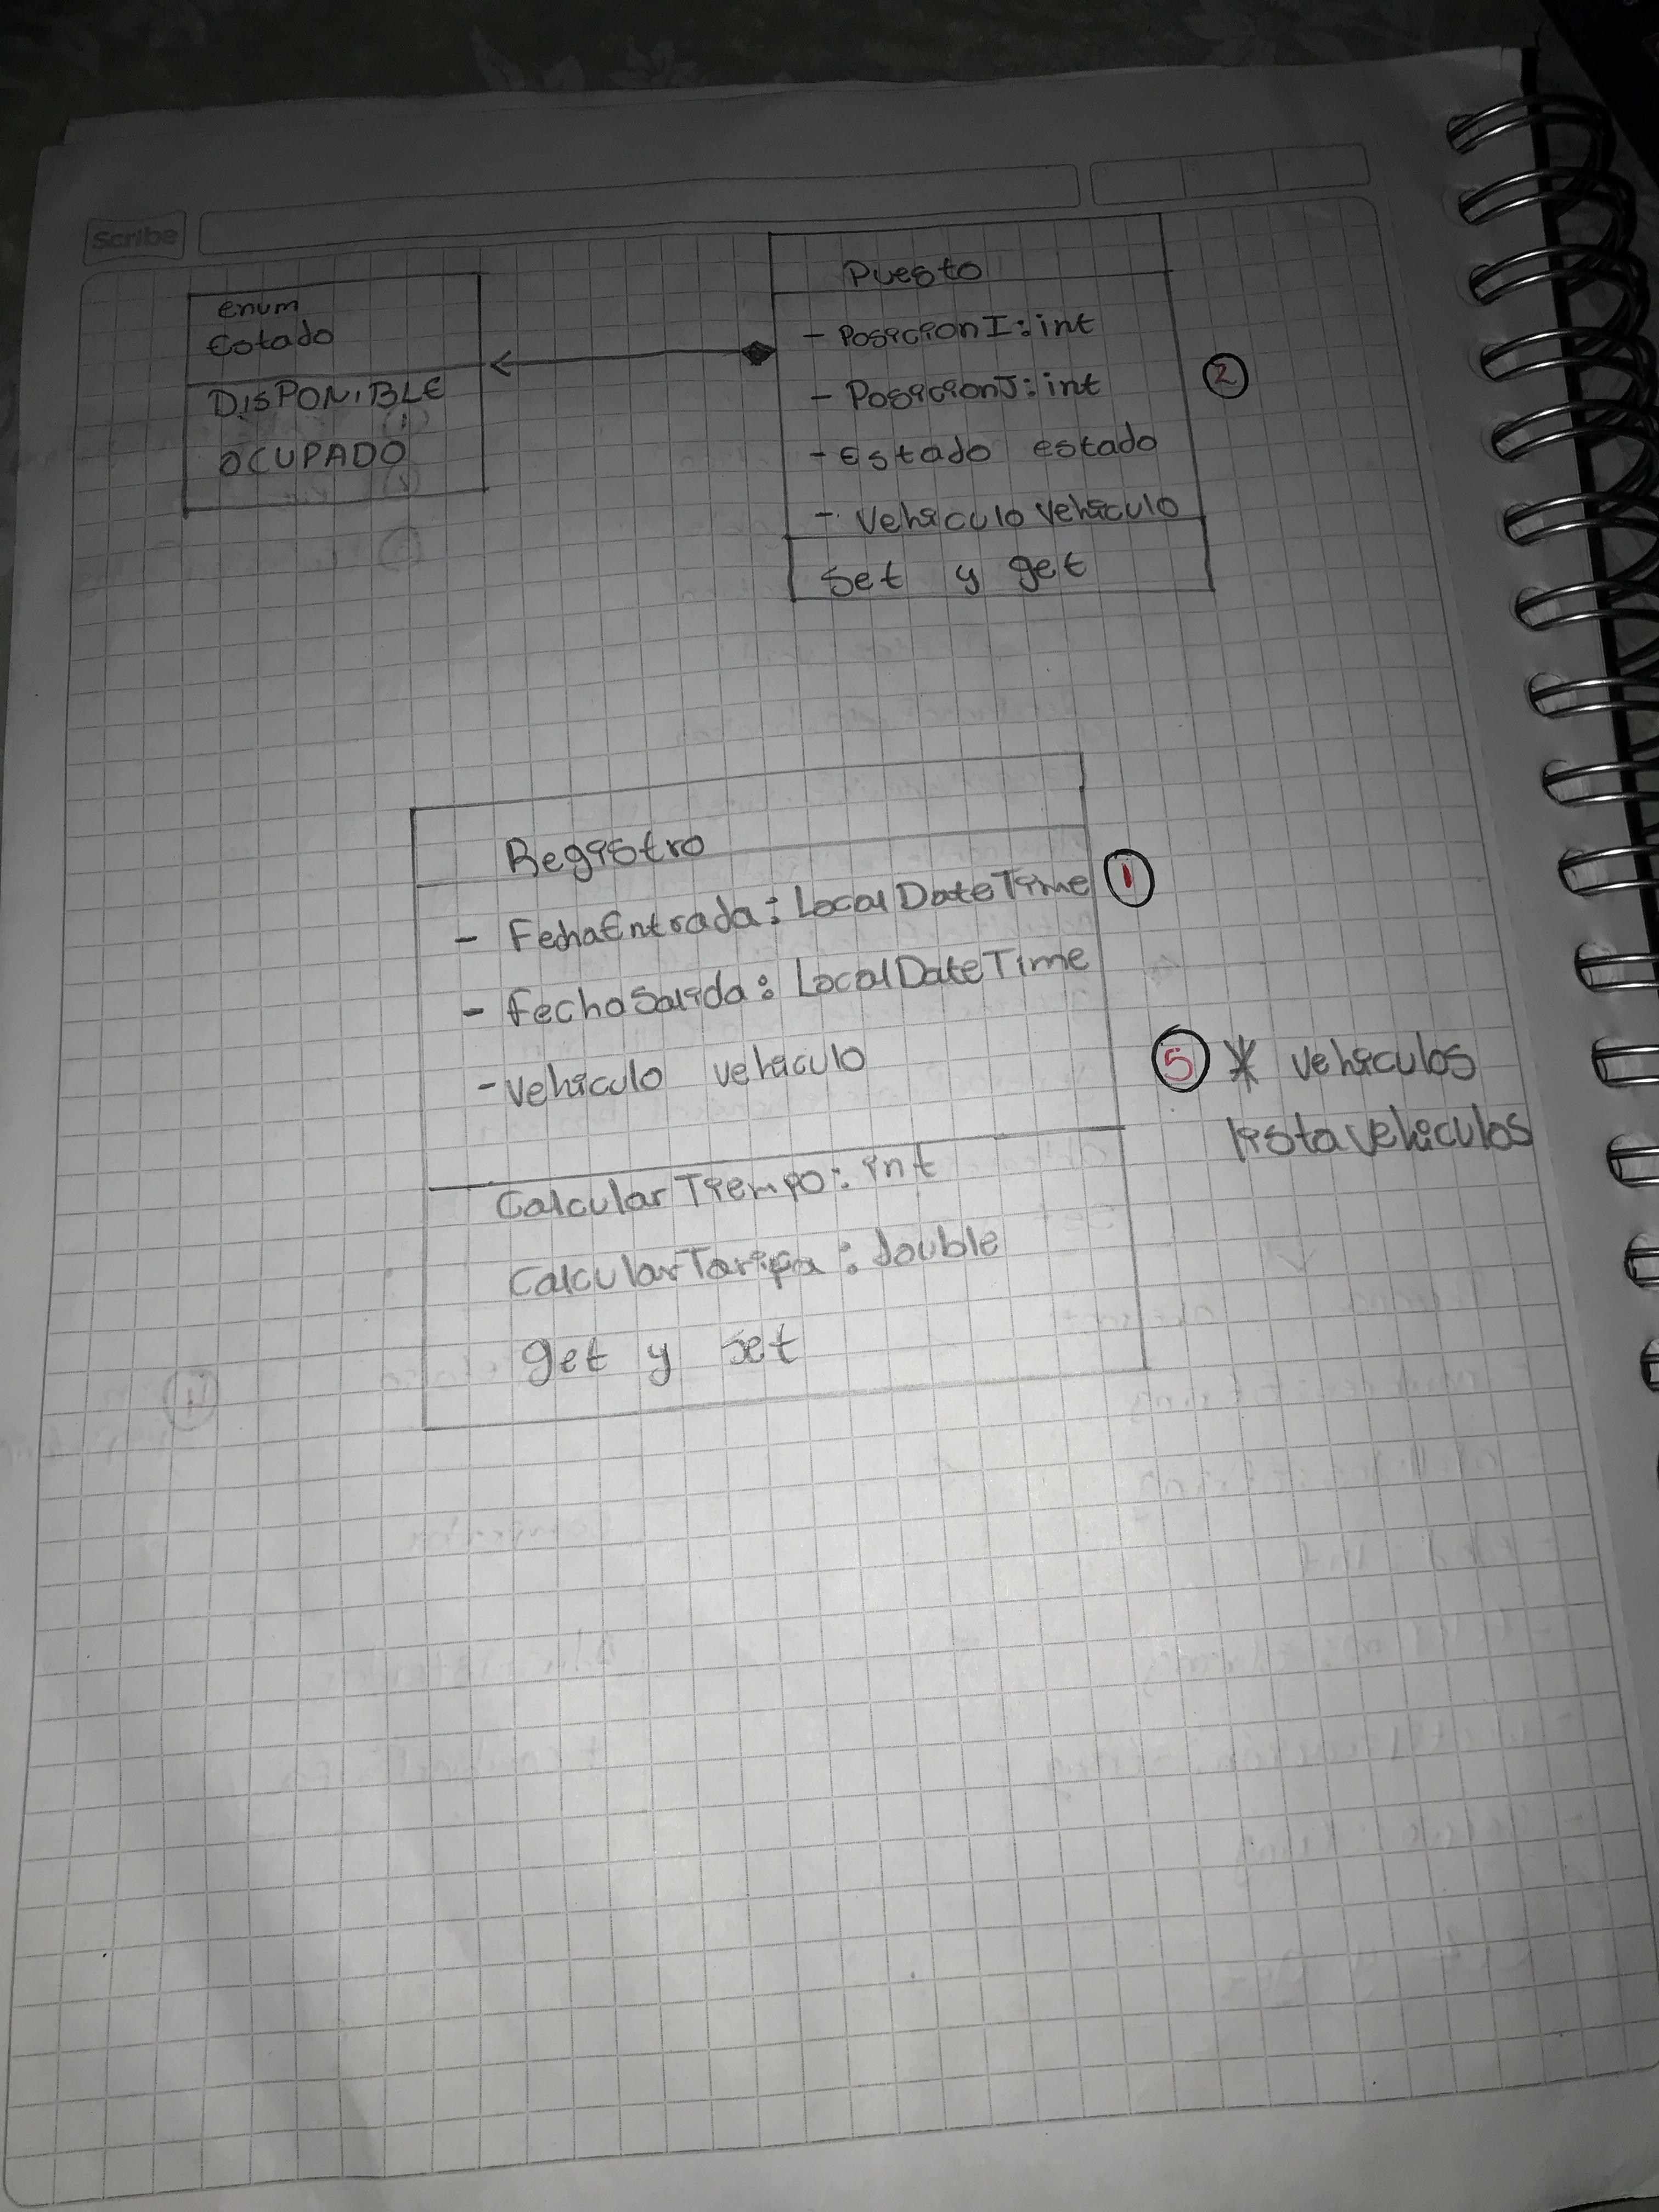 Scribe
enum
Estado
DISPONIBLE
OCUPADO
Puesto
- PosicionI: int
- PosicionJ: int
- Estado estado
- Vehiculo vehiculo
set y get
2
Registro
- FechaEntrada: LocalDateTime
1
- FechaSalida: LocalDateTime
- vehiculo vehiculo
5 * vehiculos
listavehiculos
CalcularTiempo: int
CalcularTarifa: double
get y set
4